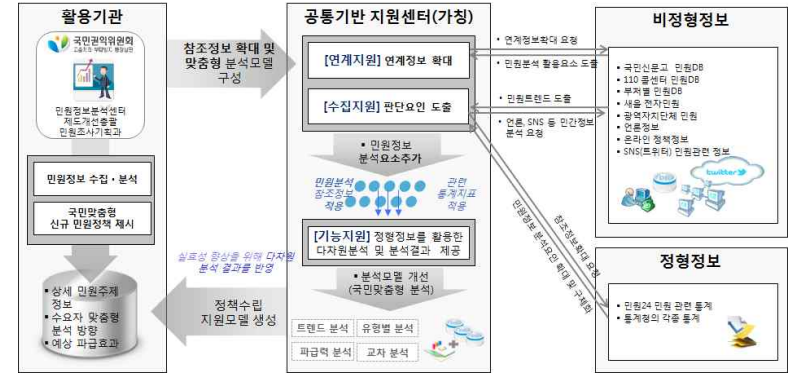 활용기관
국민권익위원회
민원정보분석센터
제도개선총괄
민원조사기획과
민원정보 수집·분석
국민맞춤형
신규 민원정책 제시
▪ 상세 민원주제
정보
▪ 수요자 맞춤형
분석 방향
▪ 예상 파급효과
참조정보 확대 및
맞춤형 분석모델
구성
실효성 향상을 위해 다차원
분석 결과를 반영
정책수립
지원모델 생성
공통기반 지원센터(가칭)
[연계지원] 연계정보 확대
[수집지원] 판단요인 도출
▪ 민원정보
분석요소추가
민원분석
참조정보
적용
관련
통계지표
적용
[기능지원] 정형정보를 활용한
다차원분석 및 분석결과 제공
▪ 분석모델 개선
(국민맞춤형 분석)
트렌드 분석
유형별 분석
파급력 분석
교차 분석
• 연계정보확대 요청
• 민원분석 활용요소 도출
• 민원트렌드 도출
• 언론, SNS 등 민간정보
분석 요청
참조정보확대 요청
민원정보 분석요인 확대 및 구체화
비정형정보
▪ 국민신문고 민원DB
▪ 110 콜센터 민원DB
▪ 부처별 민원DB
▪ 새올 전자민원
▪ 광역자치단체 민원
▪ 언론정보
▪ 온라인 정책정보
▪ SNS(트위터) 민원관련 정보
twitter
정형정보
▪ 민원24 민원 관련 통계
▪ 통계청의 각종 통계